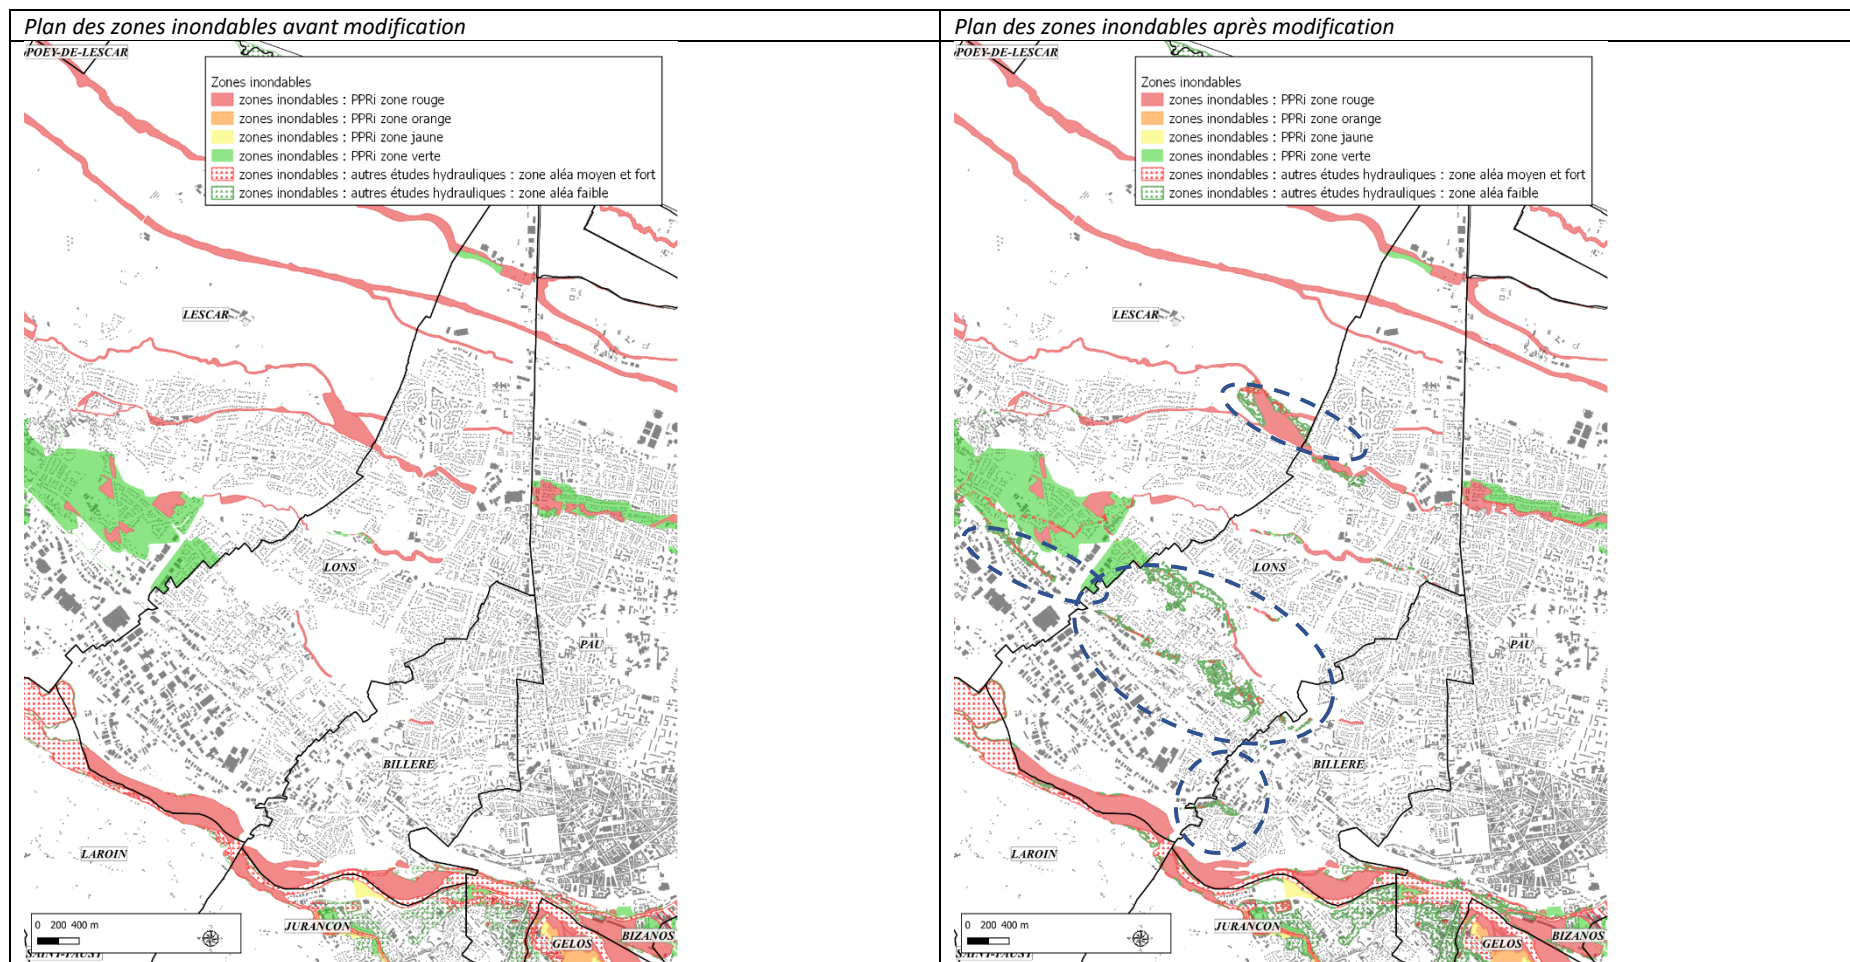 Plan des zones inondables avant modification
POEY-DE-LESCAR
Zones inondables
zones inondables : PPRi zone rouge
zones inondables : PPRi zone orange
zones inondables : PPRi zone jaune
zones inondables : PPRi zone verte
zones inondables : autres études hydrauliques : zone aléa moyen et fort
zones inondables : autres études hydrauliques : zone aléa faible
LESCAR
LONS
PAU
BILLERE
LAROIN
0 200 400 m
JURANCON
GELOS
BIZANOS
SAINT-FAUST
Plan des zones inondables après modification
POEY-DE-LESCAR
Zones inondables
zones inondables : PPRi zone rouge
zones inondables : PPRi zone orange
zones inondables : PPRi zone jaune
zones inondables : PPRi zone verte
zones inondables : autres études hydrauliques : zone aléa moyen et fort
zones inondables : autres études hydrauliques : zone aléa faible
LESCAR
LONS
PAU
BILLERE
LAROIN
0 200 400 m
JURANCON
GELOS
BIZANOS
SAINT-FAUST